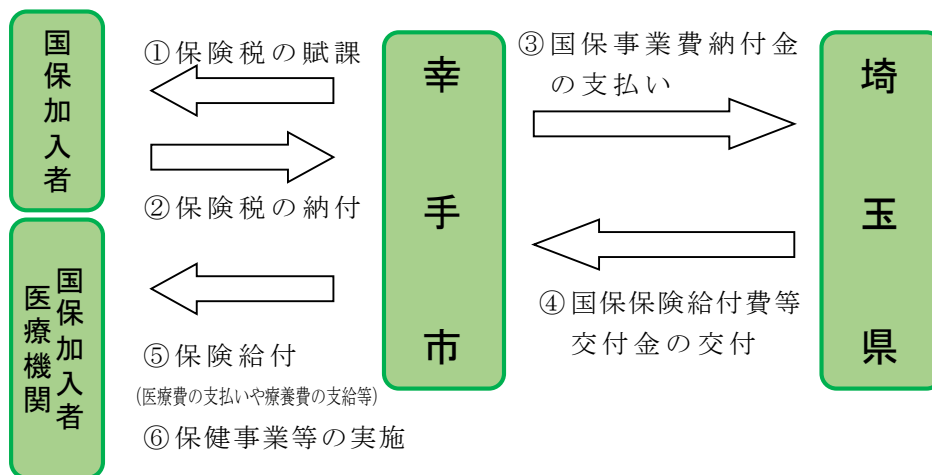 国保加入者
①保険税の賦課
②保険税の納付
幸手市
③国保事業費納付金
の支払い
④国保保険給付費等
交付金の交付
埼玉県
国保加入者
医療機関
⑤保険給付
(医療費の支払いや療養費の支給等)
⑥保健事業等の実施